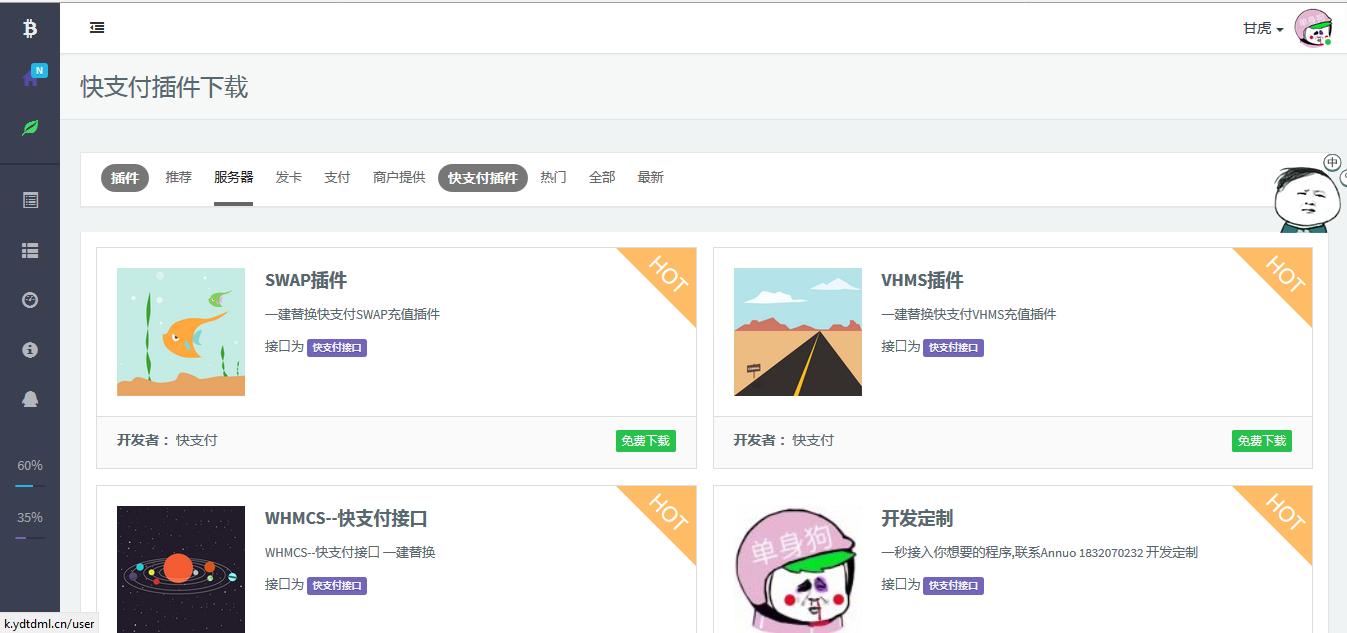 N
甘虎
快支付插件下载
插件 推荐 服务器 发卡 支付 商户提供 快支付插件 热门 全部 最新
中
HOT
SWAP插件
一建替换快支付SWAP充值插件
接口为 快支付接口
开发者： 快支付 免费下载
HOT
VHMS插件
一建替换快支付VHMS充值插件
接口为 快支付接口
开发者： 快支付 免费下载
HOT
WHMCS--快支付接口
WHMCS--快支付接口 一建替换
接口为 快支付接口
HOT
单身狗
开发定制
一秒接入你想要的程序,联系Annuo 1832070232 开发定制
接口为 快支付接口
60%
35%
k.ydtdml.cn/user